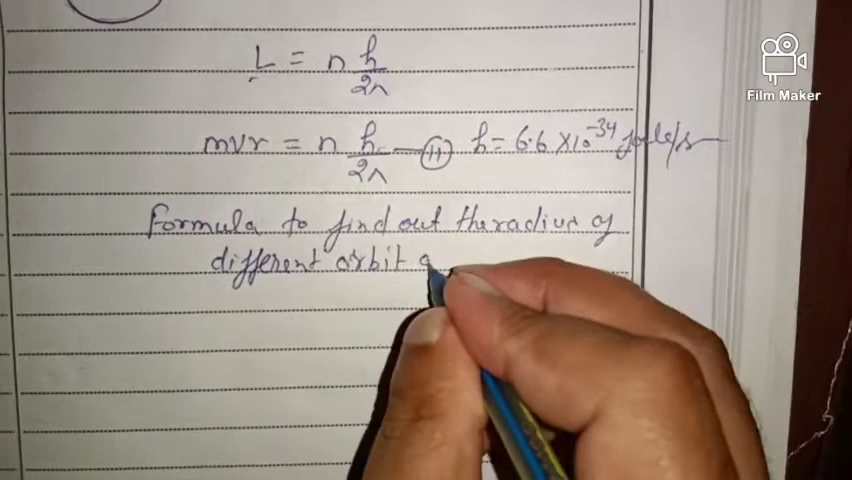 L = n h/2π
Film Maker
mvr = n h/2π — (11) h = 6.6 × 10⁻³⁴ joule/s
Formula to find out the radius of
different orbit o